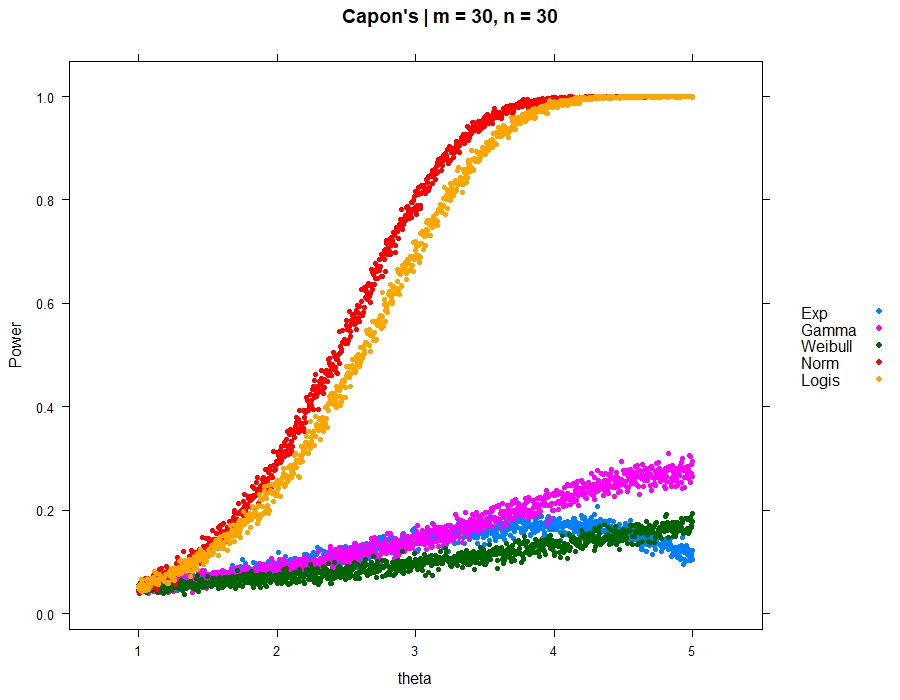 Capon's | m = 30, n = 30
Power
1.0
0.8
0.6
0.4
0.2
0.0
1 2 3 4 5
theta
Exp
Gamma
Weibull
Norm
Logis